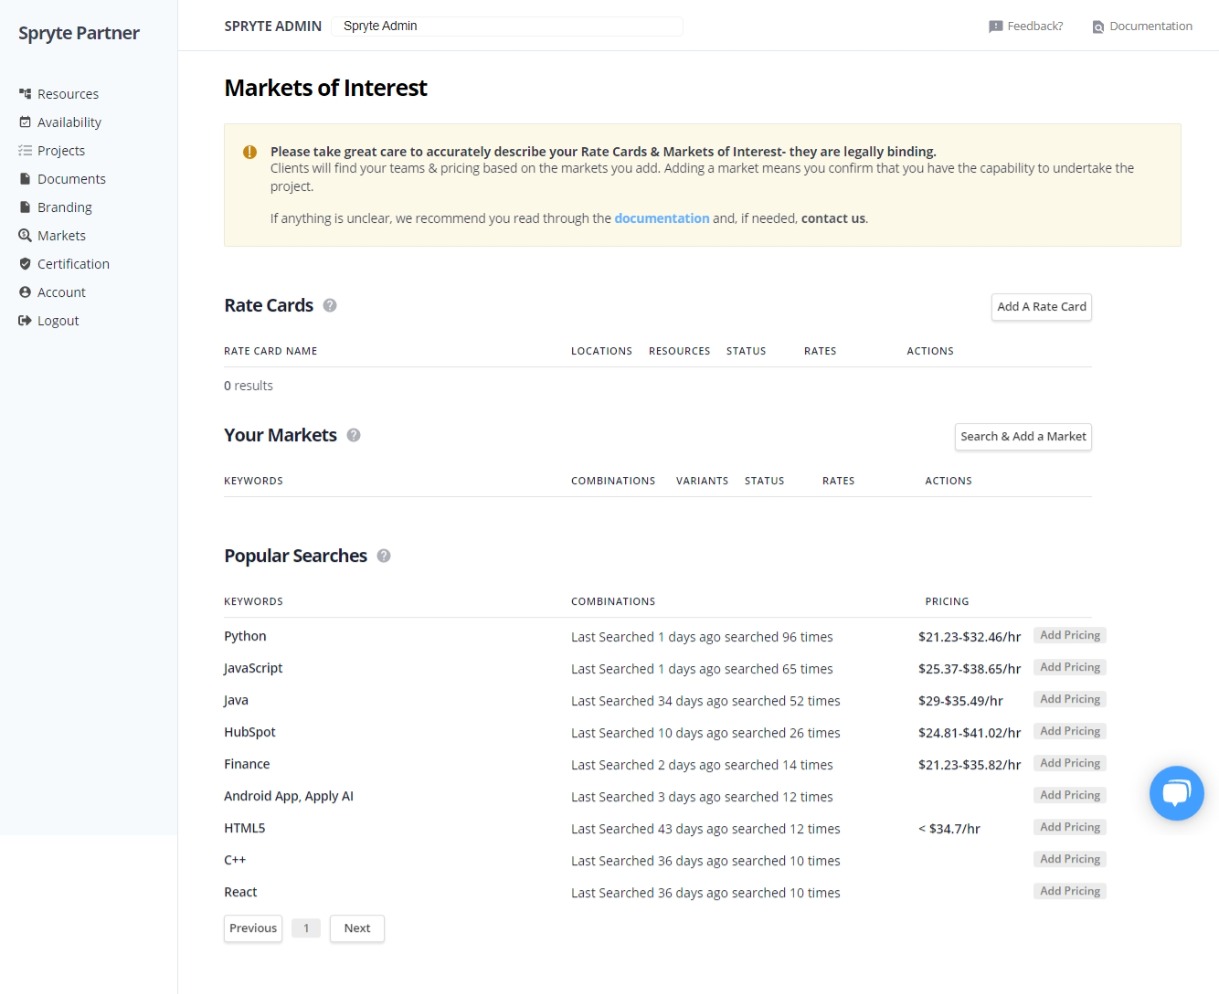 Spryte Partner
Resources
Availability
Projects
Documents
Branding
Markets
Certification
Account
Logout
SPRYTE ADMIN Spryte Admin Feedback? Documentation
Markets of Interest
Please take great care to accurately describe your Rate Cards & Markets of Interest- they are legally binding.
Clients will find your teams & pricing based on the markets you add. Adding a market means you confirm that you have the capability to undertake the
project.
If anything is unclear, we recommend you read through the documentation and, if needed, contact us.
Rate Cards ? Add A Rate Card
RATE CARD NAME LOCATIONS RESOURCES STATUS RATES ACTIONS
0 results
Your Markets ? Search & Add a Market
KEYWORDS COMBINATIONS VARIANTS STATUS RATES ACTIONS
Popular Searches ?
KEYWORDS COMBINATIONS PRICING
Python Last Searched 1 days ago searched 96 times $21.23-$32.46/hr Add Pricing
JavaScript Last Searched 1 days ago searched 65 times $25.37-$38.65/hr Add Pricing
Java Last Searched 34 days ago searched 52 times $29-$35.49/hr Add Pricing
HubSpot Last Searched 10 days ago searched 26 times $24.81-$41.02/hr Add Pricing
Finance Last Searched 2 days ago searched 14 times $21.23-$35.82/hr Add Pricing
Android App, Apply AI Last Searched 3 days ago searched 12 times Add Pricing
HTML5 Last Searched 43 days ago searched 12 times < $34.7/hr Add Pricing
C++ Last Searched 36 days ago searched 10 times Add Pricing
React Last Searched 36 days ago searched 10 times Add Pricing
Previous 1 Next